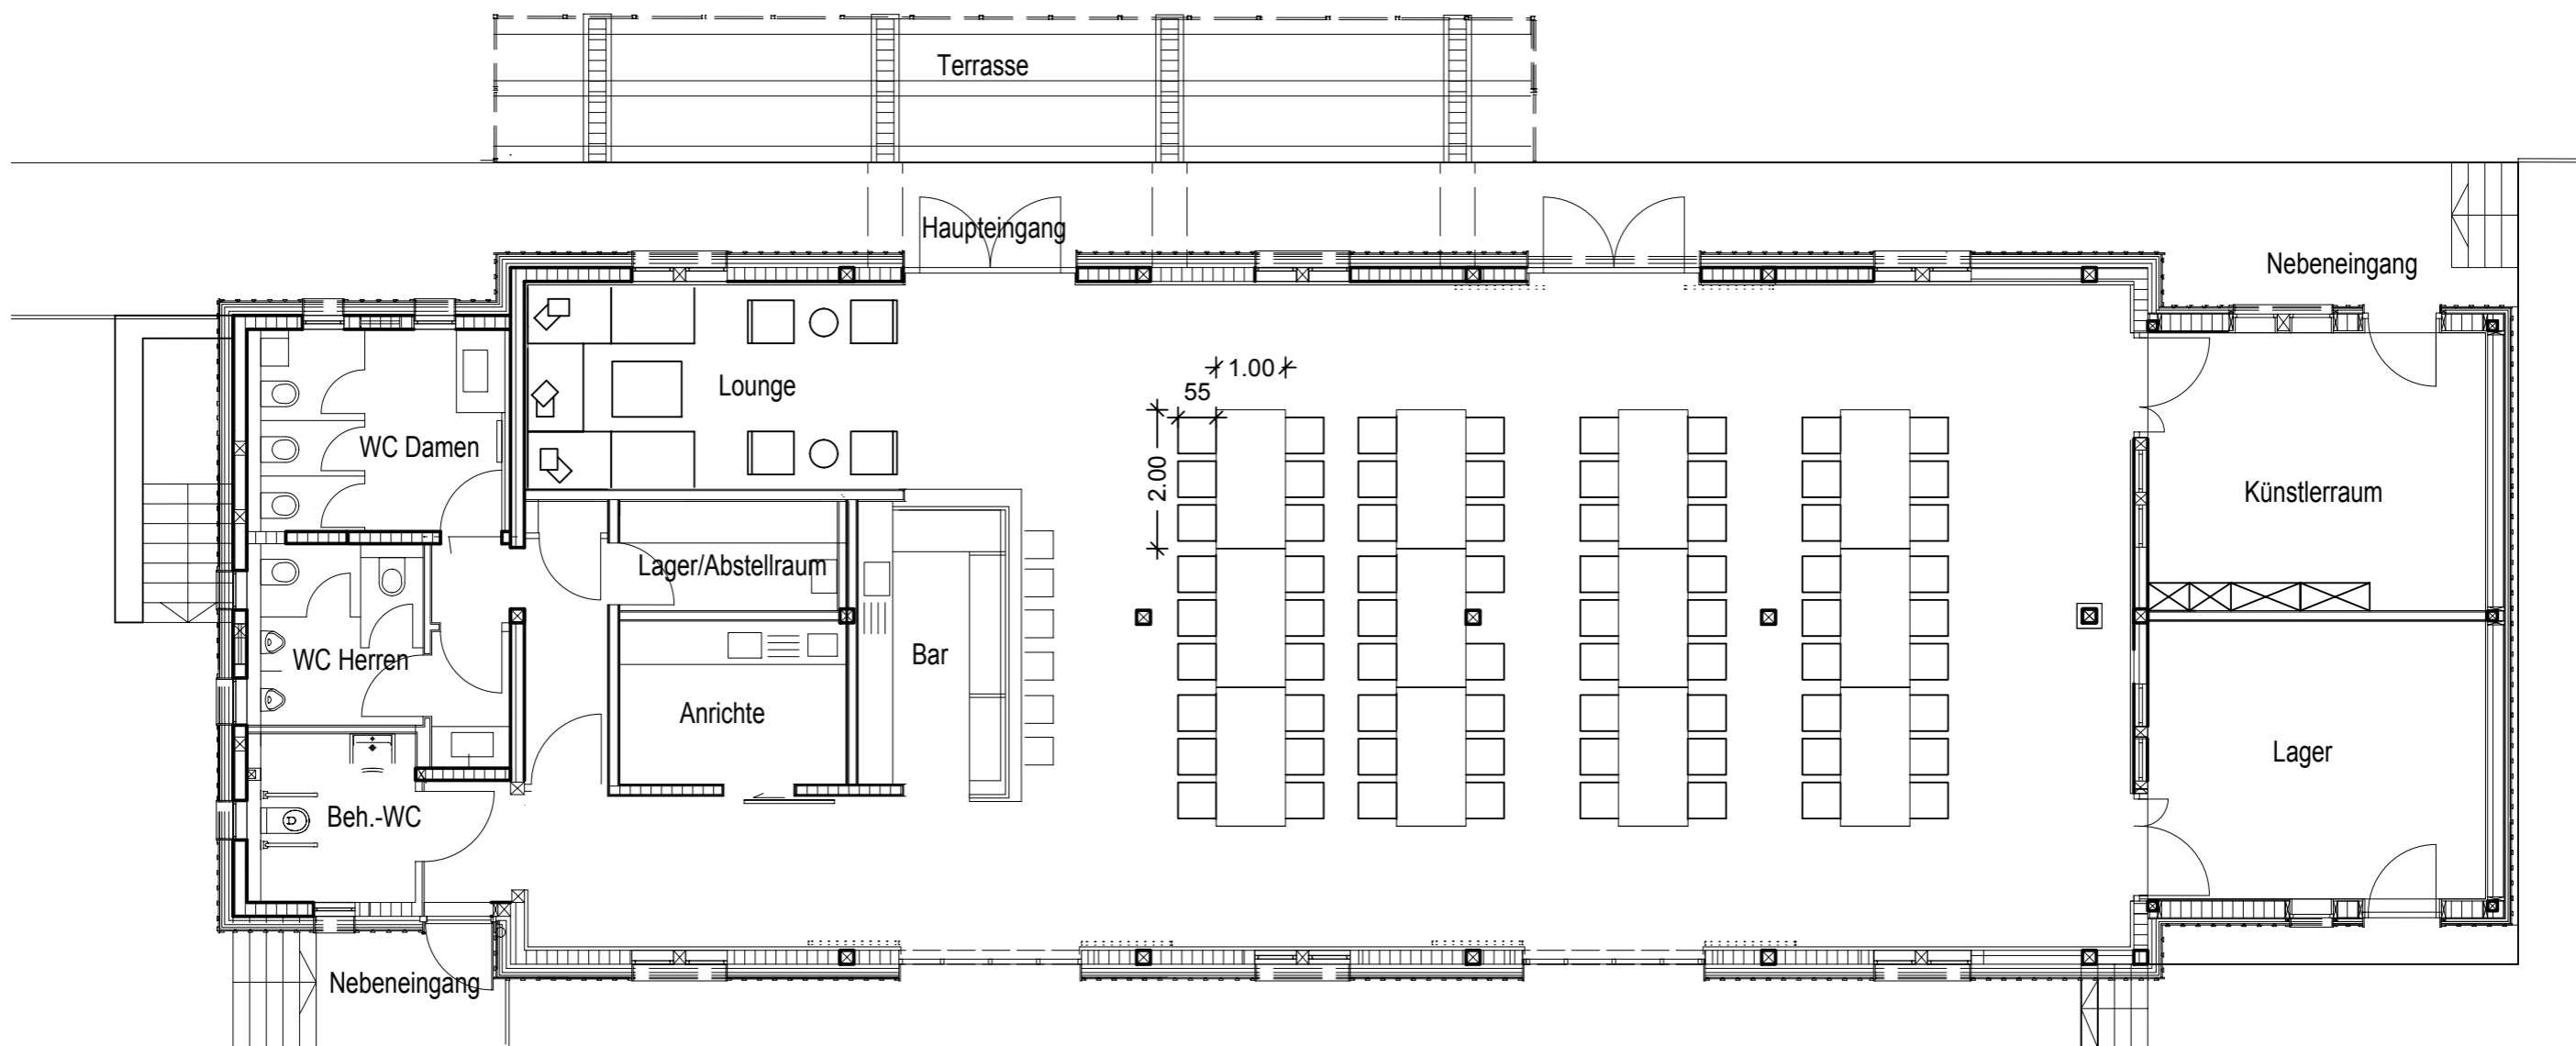 Terrasse
Haupteingang
Nebeneingang
1.00
55
Lounge
WC Damen
2.00
Künstlerraum
Lager/Abstellraum
WC Herren
Bar
Anrichte
Lager
Beh.-WC
Nebeneingang